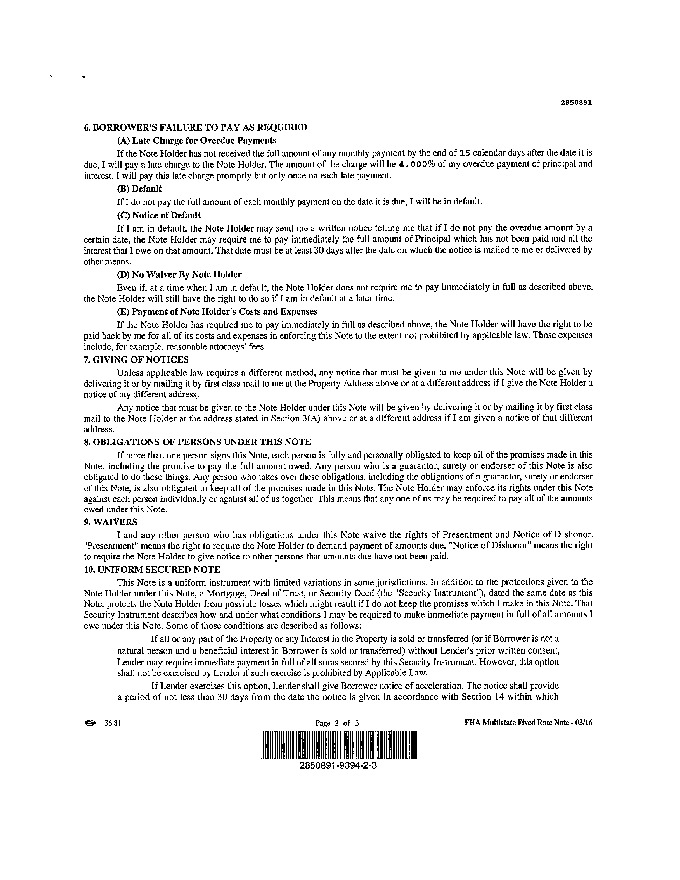 2850891
6. BORROWER'S FAILURE TO PAY AS REQUIRED
(A) Late Charge for Overdue Payments
If the Note Holder has not received the full amount of any monthly payment by the end of 15 calendar days after the date it is
due, I will pay a late charge to the Note Holder. The amount of the charge will be 4.000% of my overdue payment of principal and
interest. I will pay this late charge promptly but only once on each late payment.
(B) Default
If I do not pay the full amount of each monthly payment on the date it is due, I will be in default.
(C) Notice of Default
If I am in default, the Note Holder may send me a written notice telling me that if I do not pay the overdue amount by a
certain date, the Note Holder may require me to pay immediately the full amount of Principal which has not been paid and all the
interest that I owe on that amount. That date must be at least 30 days after the date on which the notice is mailed to me or delivered by
other means.
(D) No Waiver By Note Holder
Even if, at a time when I am in default, the Note Holder does not require me to pay immediately in full as described above,
the Note Holder will still have the right to do so if I am in default at a later time.
(E) Payment of Note Holder's Costs and Expenses
If the Note Holder has required me to pay immediately in full as described above, the Note Holder will have the right to be
paid back by me for all of its costs and expenses in enforcing this Note to the extent not prohibited by applicable law. Those expenses
include, for example, reasonable attorneys' fees.
7. GIVING OF NOTICES
Unless applicable law requires a different method, any notice that must be given to me under this Note will be given by
delivering it or by mailing it by first class mail to me at the Property Address above or at a different address if I give the Note Holder a
notice of my different address.
Any notice that must be given to the Note Holder under this Note will be given by delivering it or by mailing it by first class
mail to the Note Holder at the address stated in Section 3(A) above or at a different address if I am given a notice of that different
address.
8. OBLIGATIONS OF PERSONS UNDER THIS NOTE
If more than one person signs this Note, each person is fully and personally obligated to keep all of the promises made in this
Note, including the promise to pay the full amount owed. Any person who is a guarantor, surety or endorser of this Note is also
obligated to do these things. Any person who takes over these obligations, including the obligations of a guarantor, surety or endorser
of this Note, is also obligated to keep all of the promises made in this Note. The Note Holder may enforce its rights under this Note
against each person individually or against all of us together. This means that any one of us may be required to pay all of the amounts
owed under this Note.
9. WAIVERS
I and any other person who has obligations under this Note waive the rights of Presentment and Notice of Dishonor.
"Presentment" means the right to require the Note Holder to demand payment of amounts due. "Notice of Dishonor" means the right
to require the Note Holder to give notice to other persons that amounts due have not been paid.
10. UNIFORM SECURED NOTE
This Note is a uniform instrument with limited variations in some jurisdictions. In addition to the protections given to the
Note Holder under this Note, a Mortgage, Deed of Trust, or Security Deed (the "Security Instrument"), dated the same date as this
Note, protects the Note Holder from possible losses which might result if I do not keep the promises which I make in this Note. That
Security Instrument describes how and under what conditions I may be required to make immediate payment in full of all amounts I
owe under this Note. Some of those conditions are described as follows:
If all or any part of the Property or any Interest in the Property is sold or transferred (or if Borrower is not a
natural person and a beneficial interest in Borrower is sold or transferred) without Lender's prior written consent,
Lender may require immediate payment in full of all sums secured by this Security Instrument. However, this option
shall not be exercised by Lender if such exercise is prohibited by Applicable Law.
If Lender exercises this option, Lender shall give Borrower notice of acceleration. The notice shall provide
a period of not less than 30 days from the date the notice is given in accordance with Section 14 within which
Page 2 of 3
FHA Multistate Fixed Rate Note - 03/16
2850891-9394-2-3